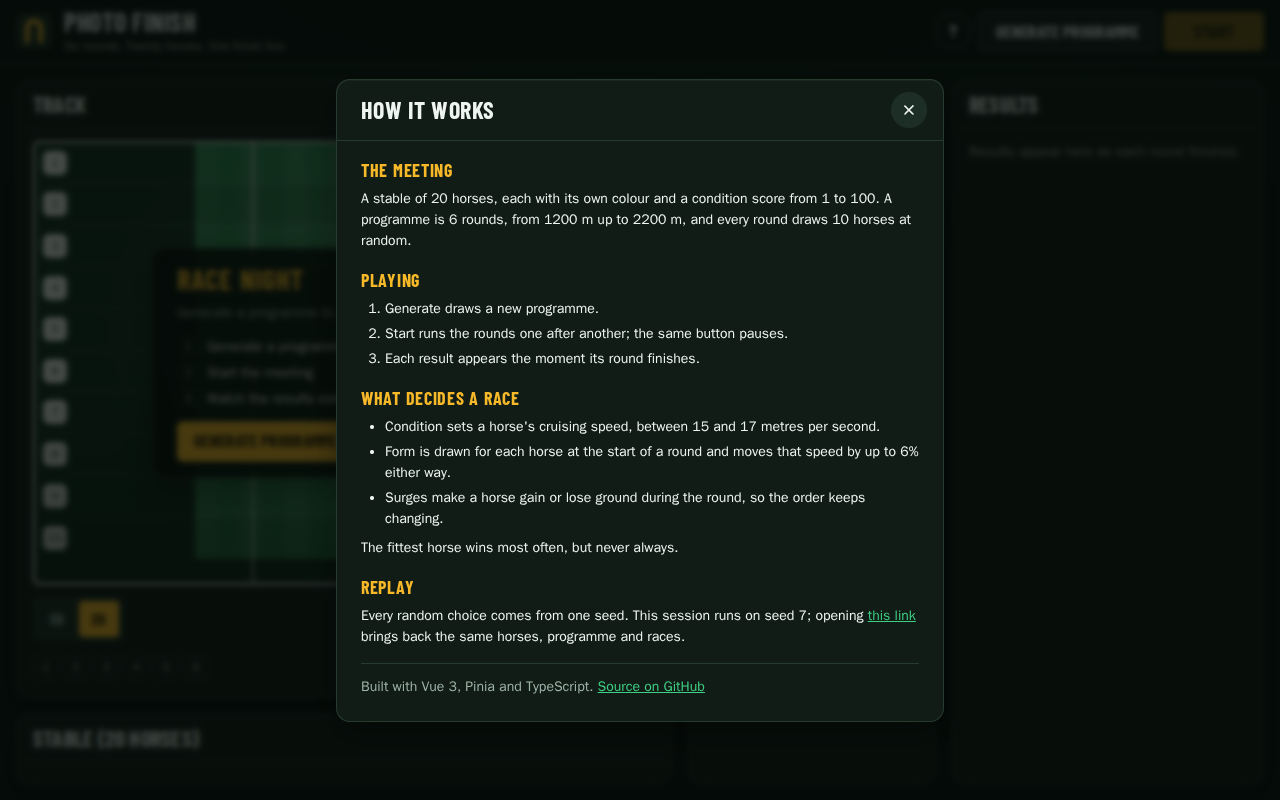 PHOTO FINISH
GENERATE PROGRAMME
START
TRACK
RESULTS
Results appear here as each round finishes.
RACE NIGHT
Generate a programme
Start the meeting
GENERATE PROGRAMME
STABLE (20 HORSES)
HOW IT WORKS
THE MEETING
A stable of 20 horses, each with its own colour and a condition score from 1 to 100. A
programme is 6 rounds, from 1200 m up to 2200 m, and every round draws 10 horses at
random.
PLAYING
1. Generate draws a new programme.
2. Start runs the rounds one after another; the same button pauses.
3. Each result appears the moment its round finishes.
WHAT DECIDES A RACE
• Condition sets a horse's cruising speed, between 15 and 17 metres per second.
• Form is drawn for each horse at the start of a round and moves that speed by up to 6%
either way.
• Surges make a horse gain or lose ground during the round, so the order keeps
changing.
The fittest horse wins most often, but never always.
REPLAY
Every random choice comes from one seed. This session runs on seed 7; opening this link
brings back the same horses, programme and races.
Built with Vue 3, Pinia and TypeScript. Source on GitHub